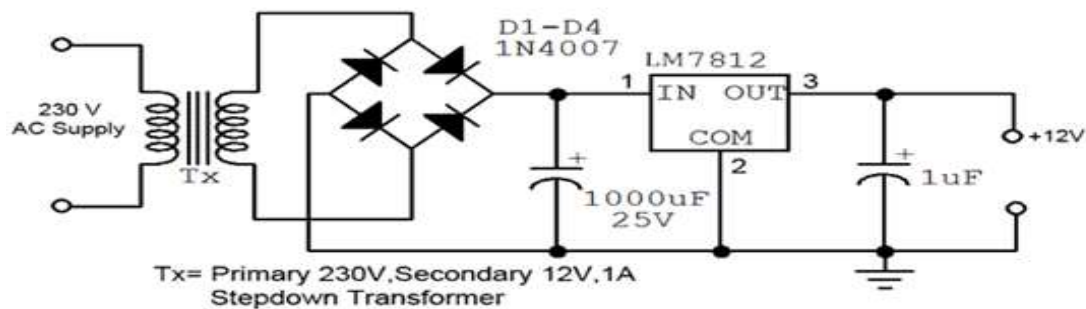 D1-D4
1N4007
LM7812
1
IN OUT
3
COM
2
230 V
AC Supply
Tx
+
1000uF
25V
+
1uF
+12V
Tx= Primary 230V,Secondary 12V,1A
Stepdown Transformer